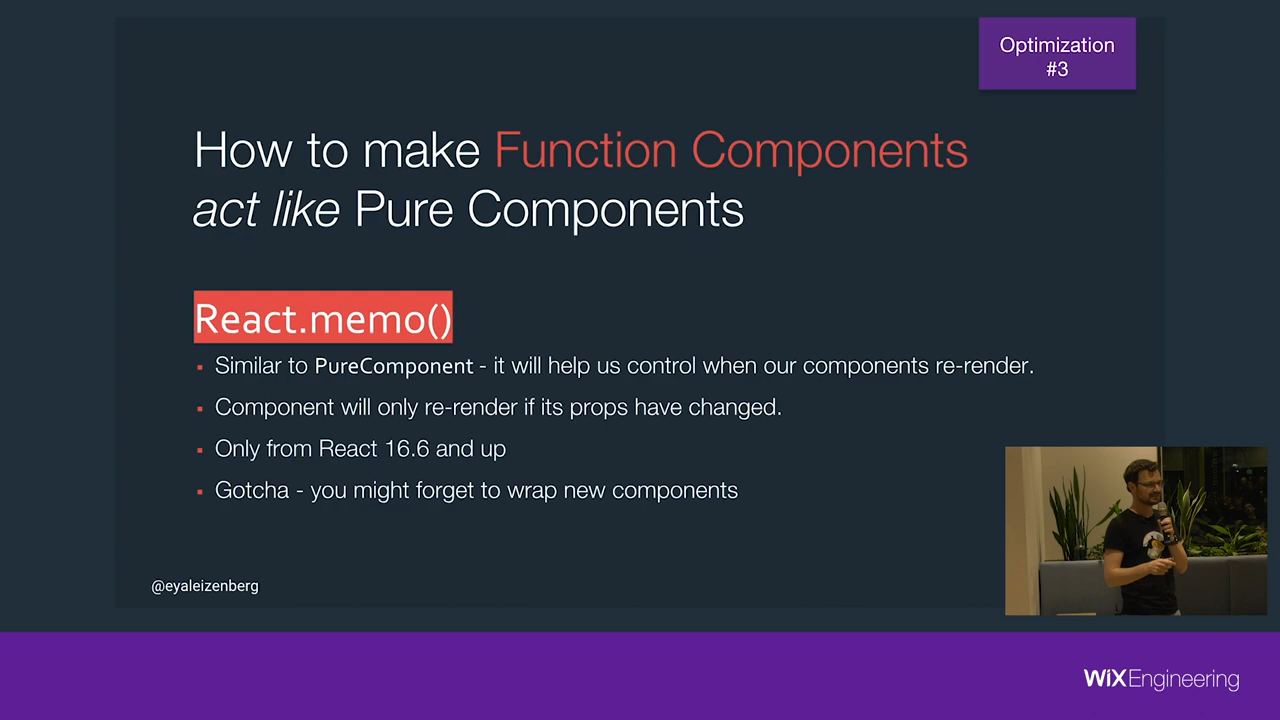 Optimization
#3
How to make Function Components
act like Pure Components
React.memo()
▪ Similar to PureComponent - it will help us control when our components re-render.
▪ Component will only re-render if its props have changed.
▪ Only from React 16.6 and up
▪ Gotcha - you might forget to wrap new components
@eyaleizenberg
WiXEngineering